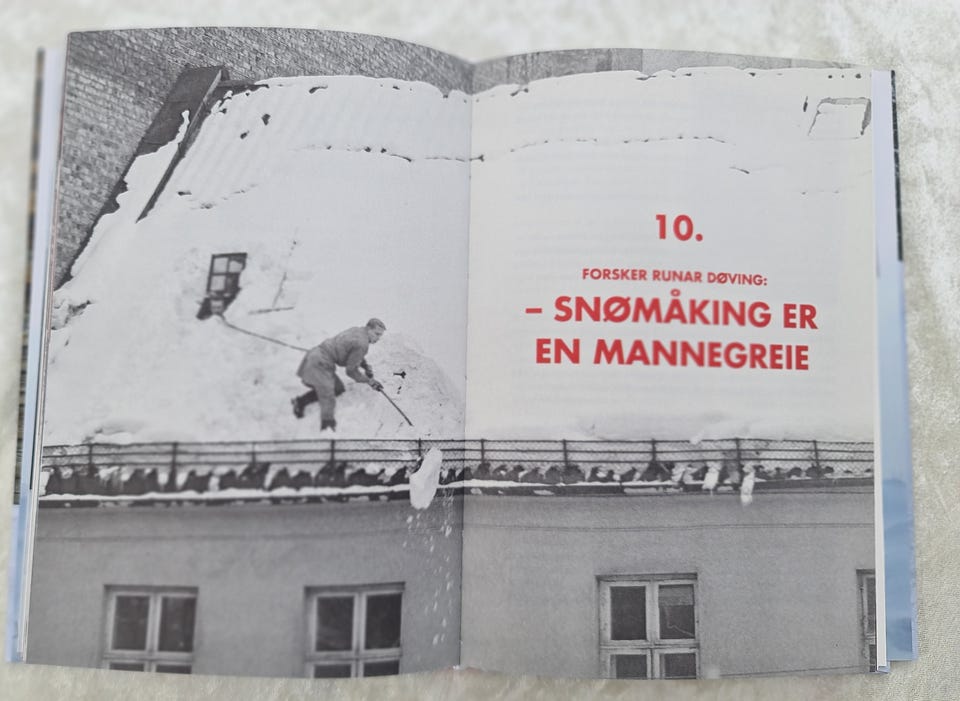 10.
FORSKER RUNAR DØVING:
– SNØMÅKING ER
EN MANNEGREIE